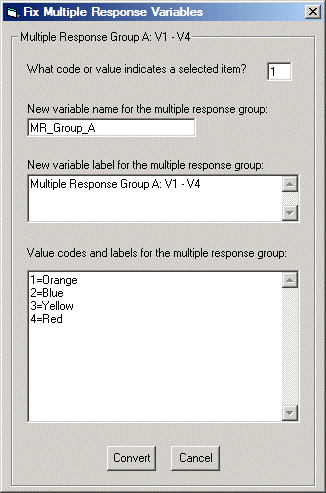 Fix Multiple Response Variables
Multiple Response Group A: V1 - V4
What code or value indicates a selected item? 1
New variable name for the multiple response group:
MR_Group_A
New variable label for the multiple response group:
Multiple Response Group A: V1 - V4
Value codes and labels for the multiple response group:
1=Orange
2=Blue
3=Yellow
4=Red
Convert Cancel